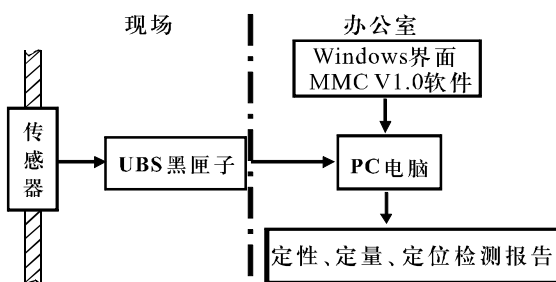 现场
办公室
Windows界面
MMC V1.0软件
传感器
UBS黑匣子
PC电脑
定性、定量、定位检测报告